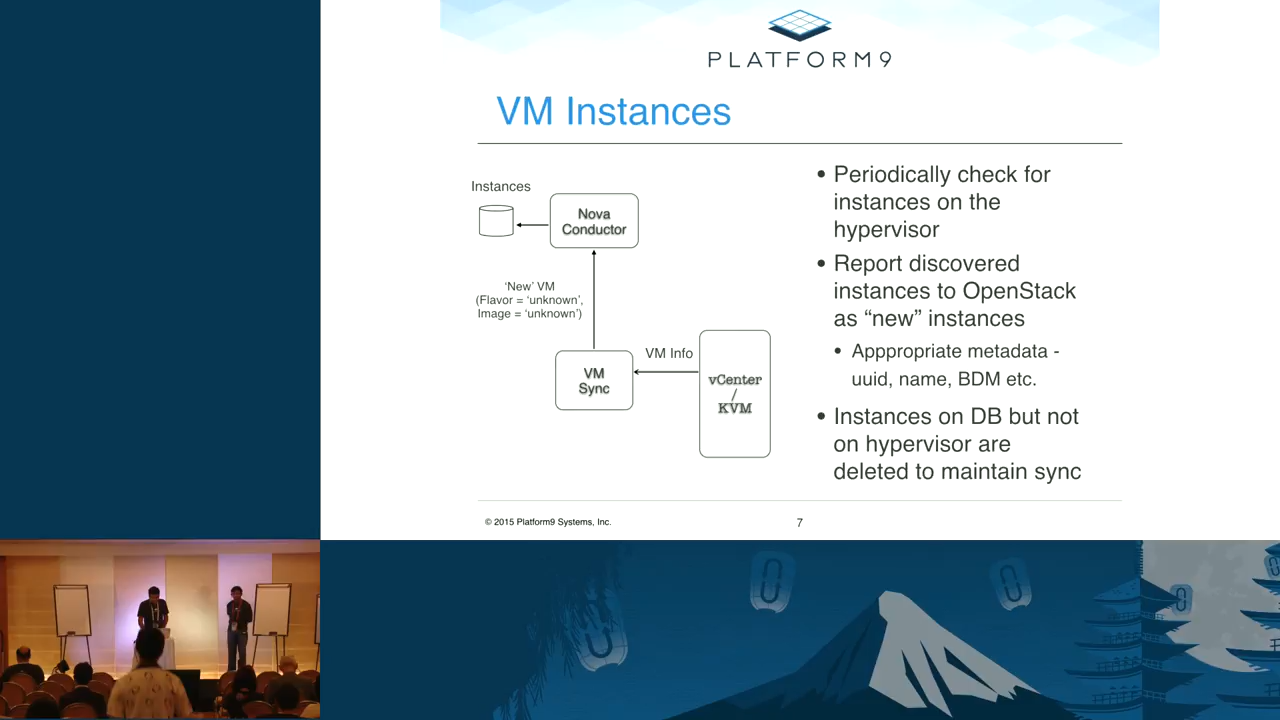 PLATFORM9
VM Instances
Instances
Nova
Conductor
‘New’ VM
(Flavor = ‘unknown’,
Image = ‘unknown’)
VM
Sync
VM Info
vCenter
/
KVM
• Periodically check for
instances on the
hypervisor
• Report discovered
instances to OpenStack
as “new” instances
• Apppropriate metadata -
uuid, name, BDM etc.
• Instances on DB but not
on hypervisor are
deleted to maintain sync
© 2015 Platform9 Systems, Inc.
7